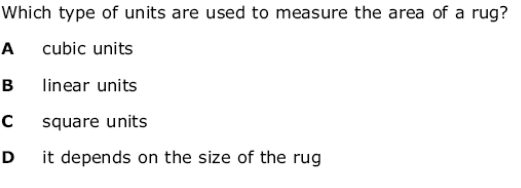 Which type of units are used to measure the area of a rug?
A cubic units
B linear units
C square units
D it depends on the size of the rug